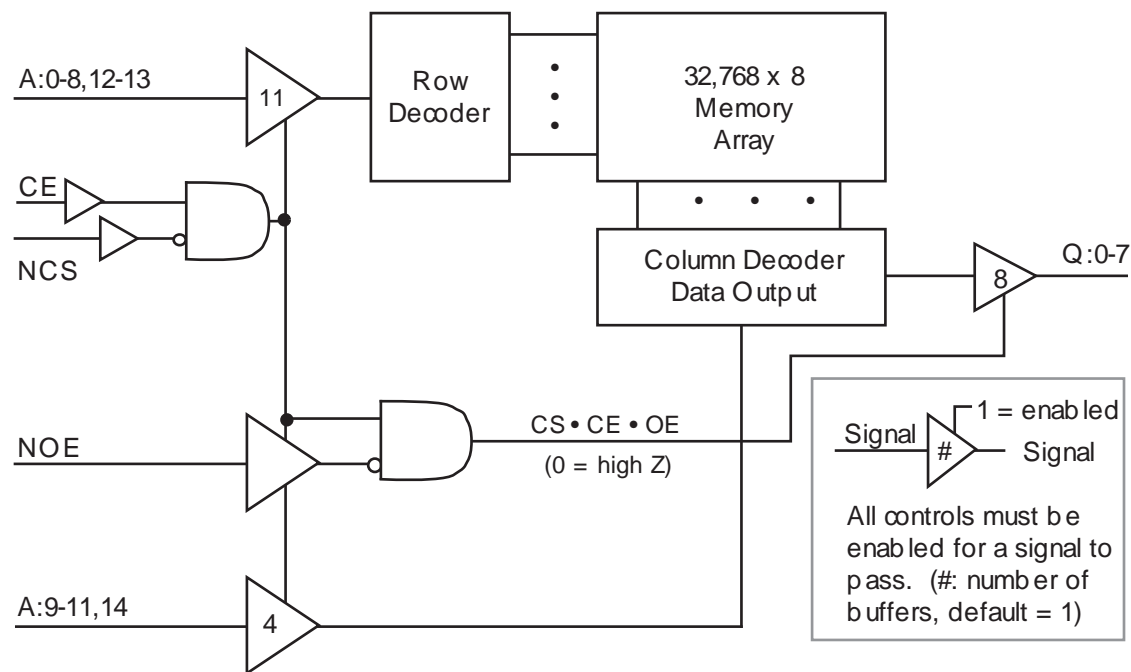 A:0-8,12-13
11
Row
Decoder
32,768 x 8
Memory
Array
CE
NCS
Column Decoder
Data Output
8
Q:0-7
NOE
CS • CE • OE
(0 = high Z)
A:9-11,14
4
1 = enabled
Signal
#
Signal
All controls must be
enabled for a signal to
pass. (#: number of
buffers, default = 1)